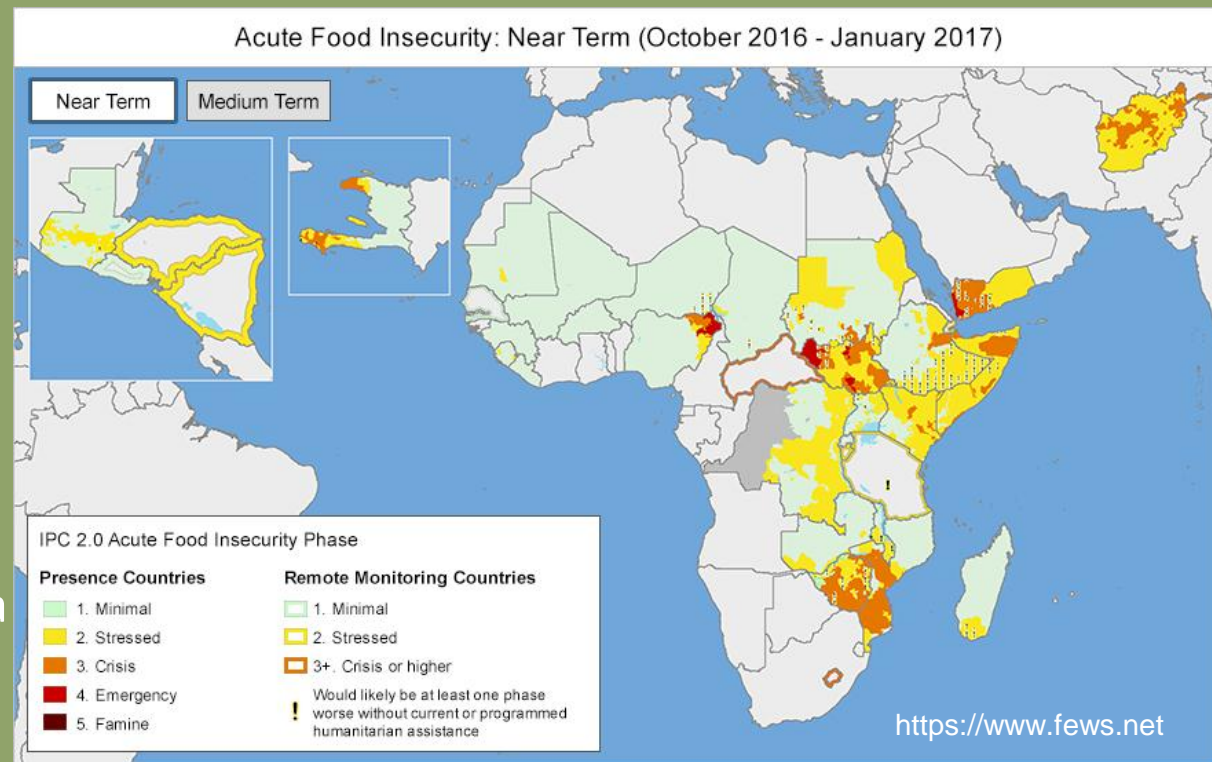 Acute Food Insecurity: Near Term (October 2016 - January 2017)
Near Term
Medium Term
IPC 2.0 Acute Food Insecurity Phase
Presence Countries
1. Minimal
2. Stressed
3. Crisis
4. Emergency
5. Famine
Remote Monitoring Countries
1. Minimal
2. Stressed
3+. Crisis or higher
! Would likely be at least one phase
worse without current or programmed
humanitarian assistance
https://www.fews.net